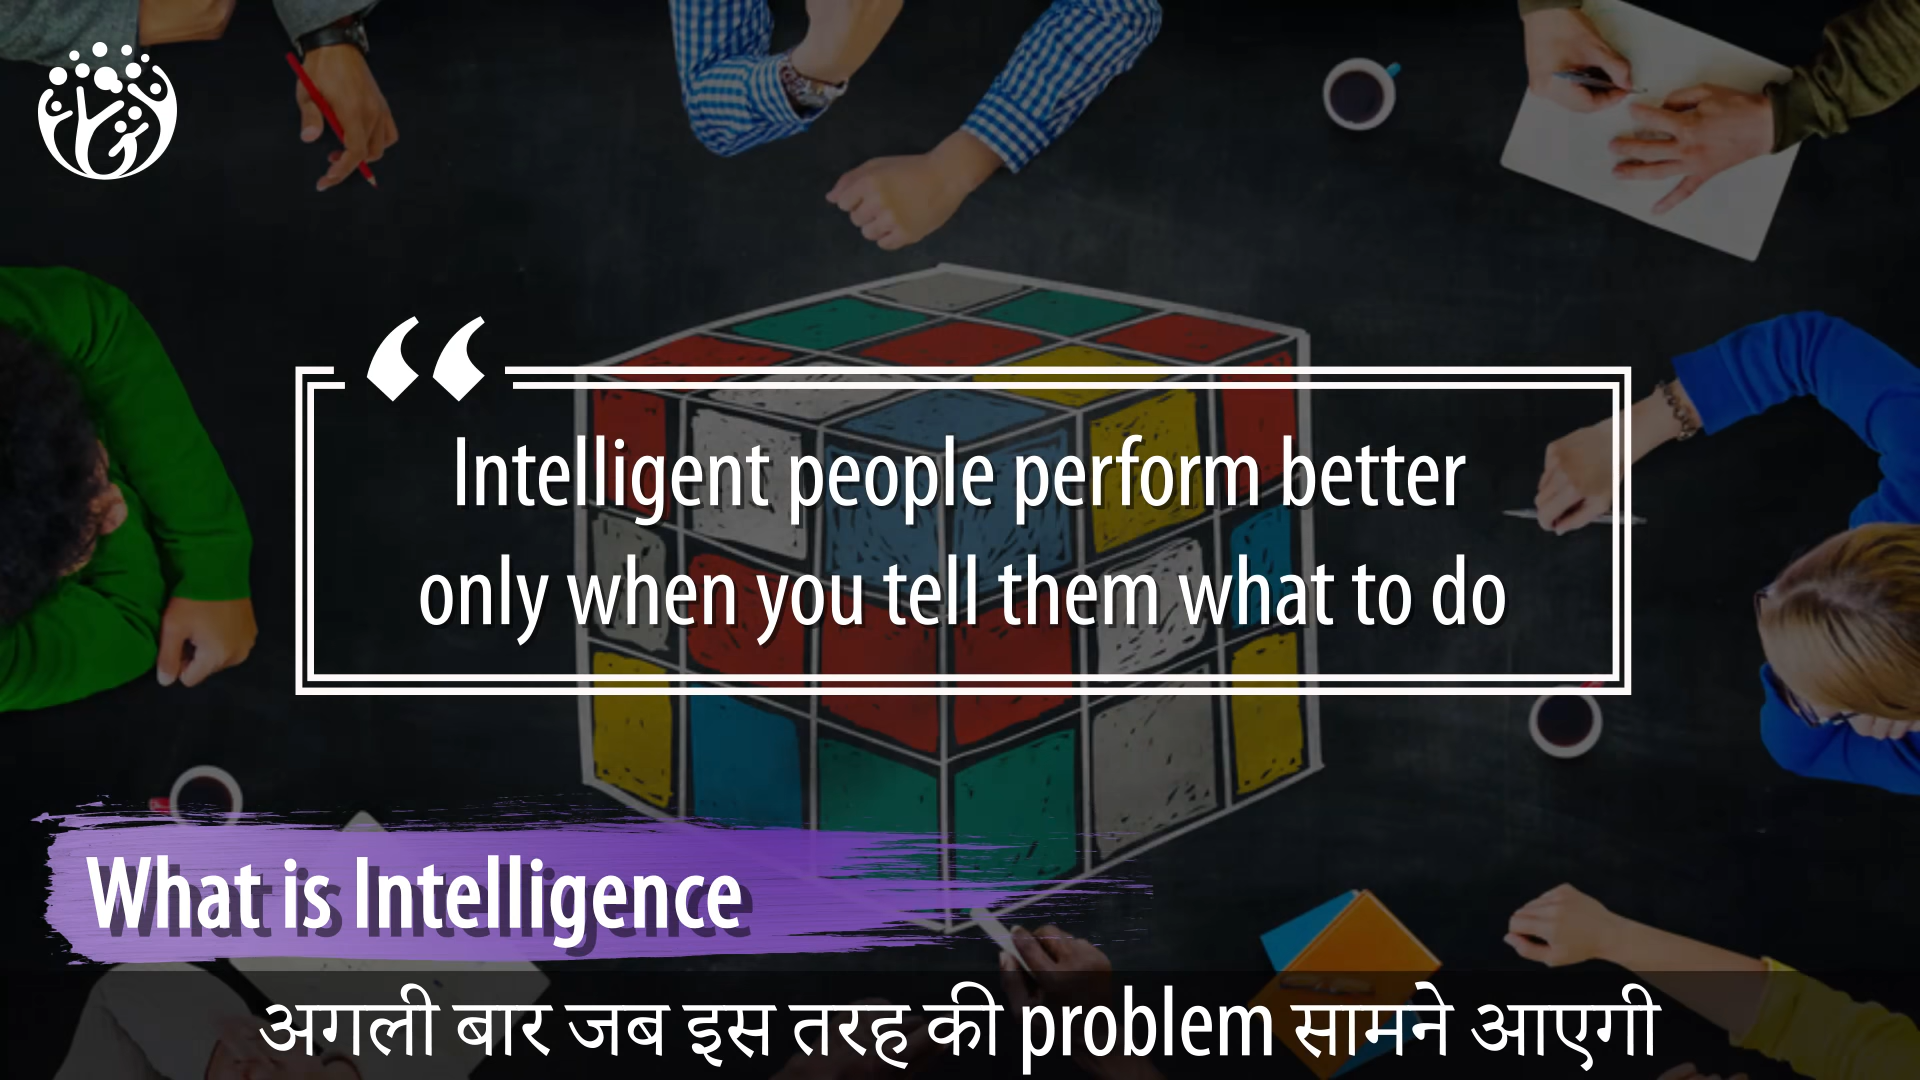 “
Intelligent people perform better
only when you tell them what to do
What is Intelligence
अगली बार जब इस तरह की problem सामने आएगी